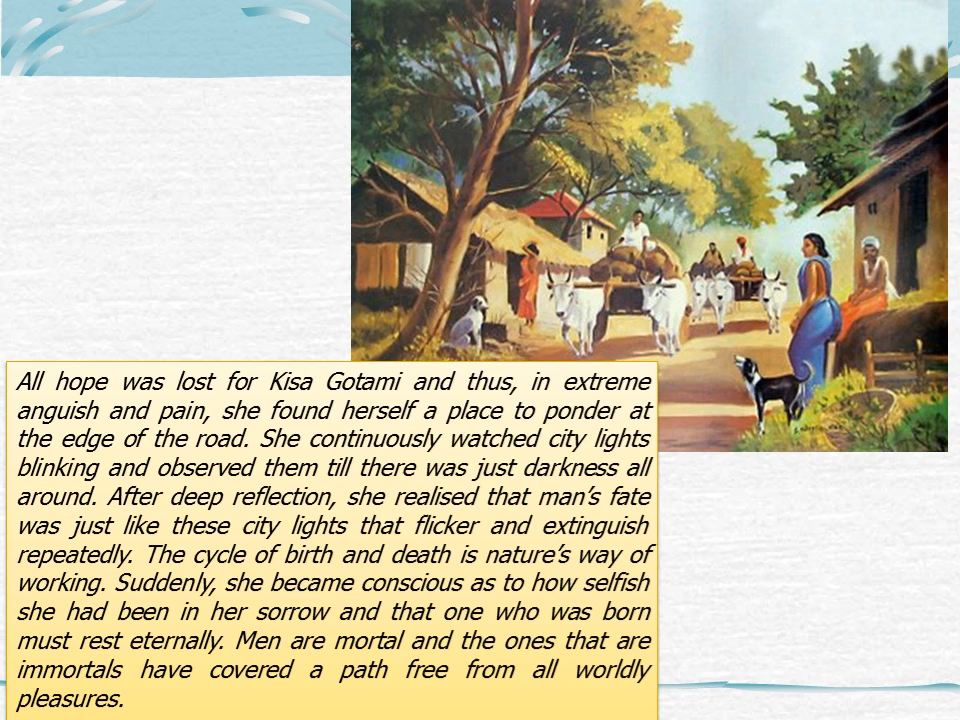 All hope was lost for Kisa Gotami and thus, in extreme
anguish and pain, she found herself a place to ponder at
the edge of the road. She continuously watched city lights
blinking and observed them till there was just darkness all
around. After deep reflection, she realised that man’s fate
was just like these city lights that flicker and extinguish
repeatedly. The cycle of birth and death is nature’s way of
working. Suddenly, she became conscious as to how selfish
she had been in her sorrow and that one who was born
must rest eternally. Men are mortal and the ones that are
immortals have covered a path free from all worldly
pleasures.